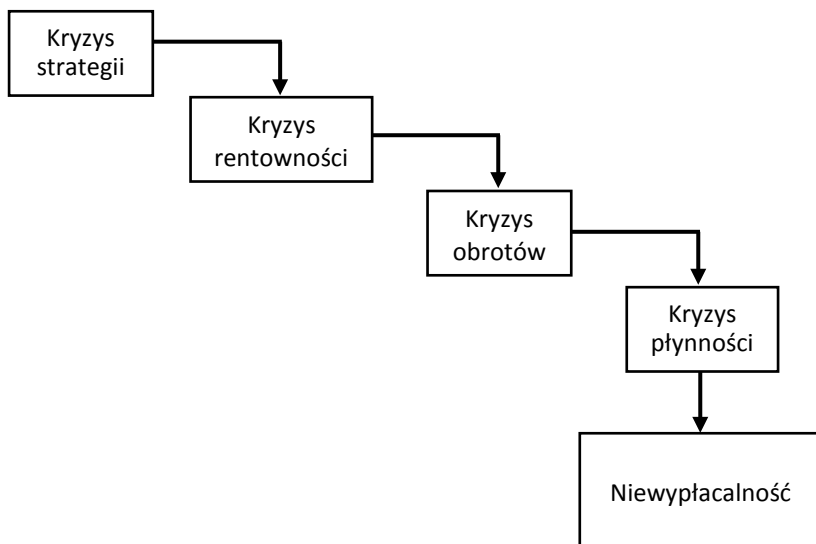 Kryzys
strategii
Kryzys
rentowności
Kryzys
obrotów
Kryzys
płynności
Niewypłacalność